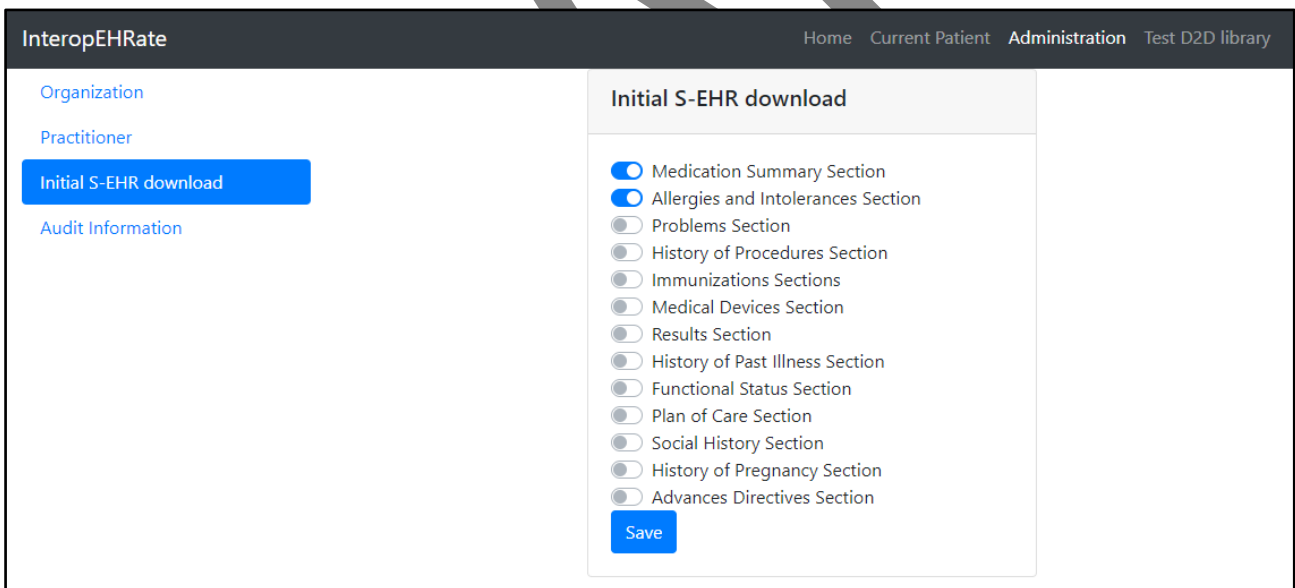 InteropEHRate Home Current Patient Administration Test D2D library
Organization
Practitioner
Initial S-EHR download
Audit Information
Initial S-EHR download
Medication Summary Section
Allergies and Intolerances Section
Problems Section
History of Procedures Section
Immunizations Sections
Medical Devices Section
Results Section
History of Past Illness Section
Functional Status Section
Plan of Care Section
Social History Section
History of Pregnancy Section
Advances Directives Section
Save